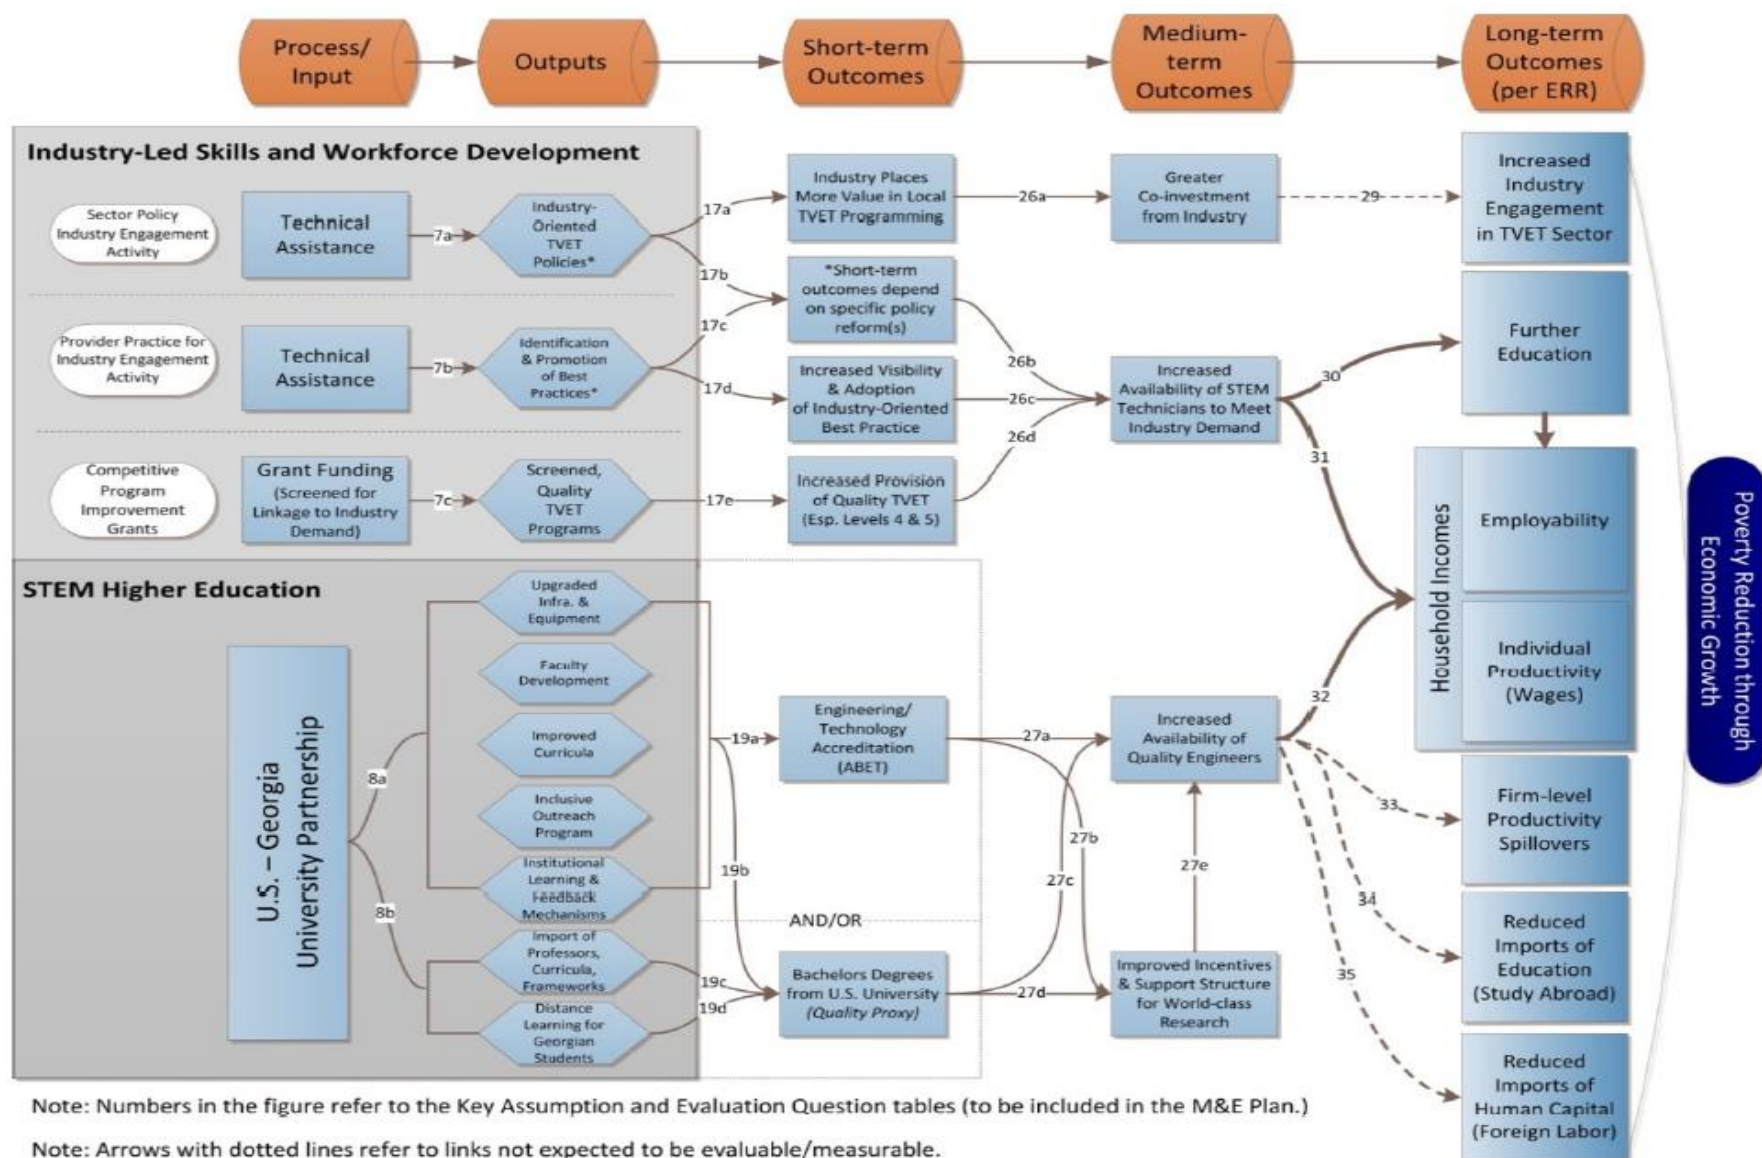 Process/
Input
Outputs
Short-term
Outcomes
Medium-
term
Outcomes
Long-term
Outcomes
(per ERR)
Industry-Led Skills and Workforce Development
Sector Policy
Industry Engagement
Activity
Technical
Assistance
7a
Industry-
Oriented
TVET
Policies*
17a
17b
Industry Places
More Value in Local
TVET Programming
26a
Greater
Co-investment
from Industry
29
Increased
Industry
Engagement
in TVET Sector
*Short-term
outcomes depend
on specific policy
reform(s)
Provider Practice for
Industry Engagement
Activity
Technical
Assistance
7b
Identification
& Promotion
of Best
Practices*
17c
17d
Increased Visibility
& Adoption
of Industry-Oriented
Best Practice
26b
26c
26d
Increased
Availability of STEM
Technicians to Meet
Industry Demand
30
31
Further
Education
Competitive
Program
Improvement
Grants
Grant Funding
(Screened for
Linkage to Industry
Demand)
7c
Screened,
Quality
TVET
Programs
17e
Increased Provision
of Quality TVET
(Esp. Levels 4 & 5)
Household Incomes
Employability
Individual
Productivity
(Wages)
Poverty Reduction through
Economic Growth
STEM Higher Education
U.S. – Georgia
University Partnership
8a
8b
Upgraded
Infra. &
Equipment
Faculty
Development
Improved
Curricula
Inclusive
Outreach
Program
Institutional
Learning &
Feedback
Mechanisms
Import of
Professors,
Curricula,
Frameworks
Distance
Learning for
Georgian
Students
19a
19b
19c
19d
Engineering/
Technology
Accreditation
(ABET)
AND/OR
Bachelors Degrees
from U.S. University
(Quality Proxy)
27a
27b
27c
27d
27e
Increased
Availability of
Quality Engineers
Improved Incentives
& Support Structure
for World-class
Research
32
33
34
35
Firm-level
Productivity
Spillovers
Reduced
Imports of
Education
(Study Abroad)
Reduced
Imports of
Human Capital
(Foreign Labor)
Note: Numbers in the figure refer to the Key Assumption and Evaluation Question tables (to be included in the M&E Plan.)
Note: Arrows with dotted lines refer to links not expected to be evaluable/measurable.